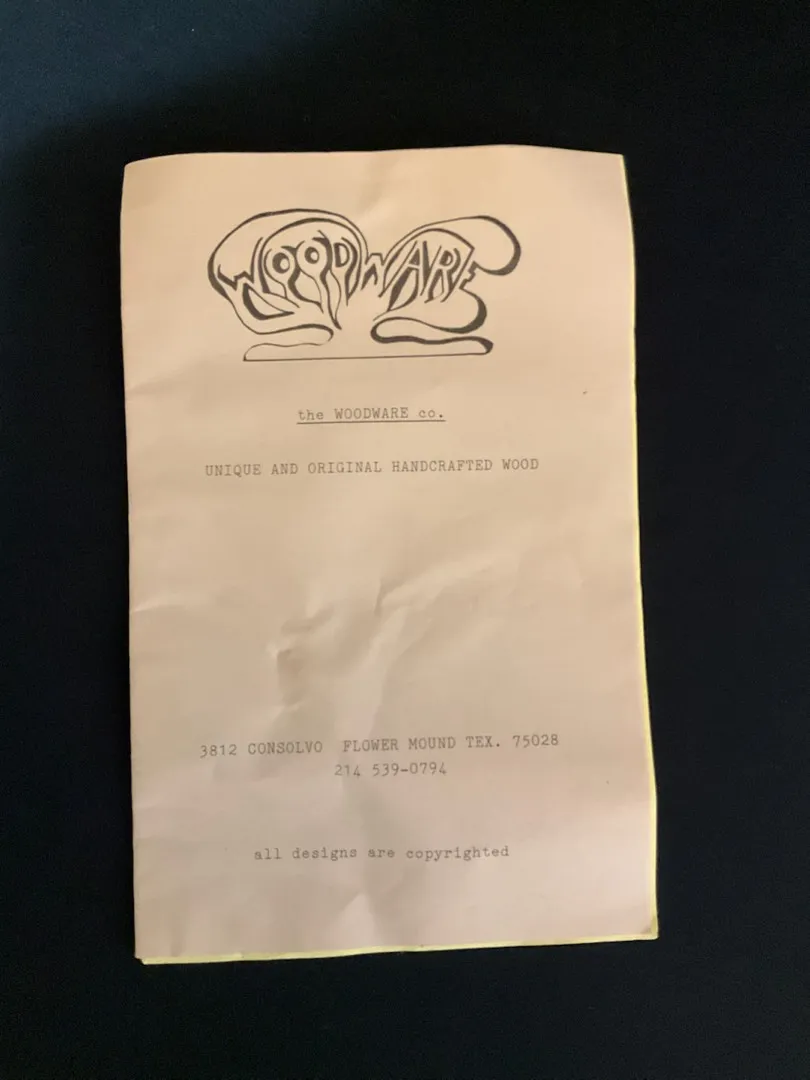 WOODWARE
the WOODWARE co.
UNIQUE AND ORIGINAL HANDCRAFTED WOOD
3812 CONSOLVO FLOWER MOUND TEX. 75028
214 539-0794
all designs are copyrighted